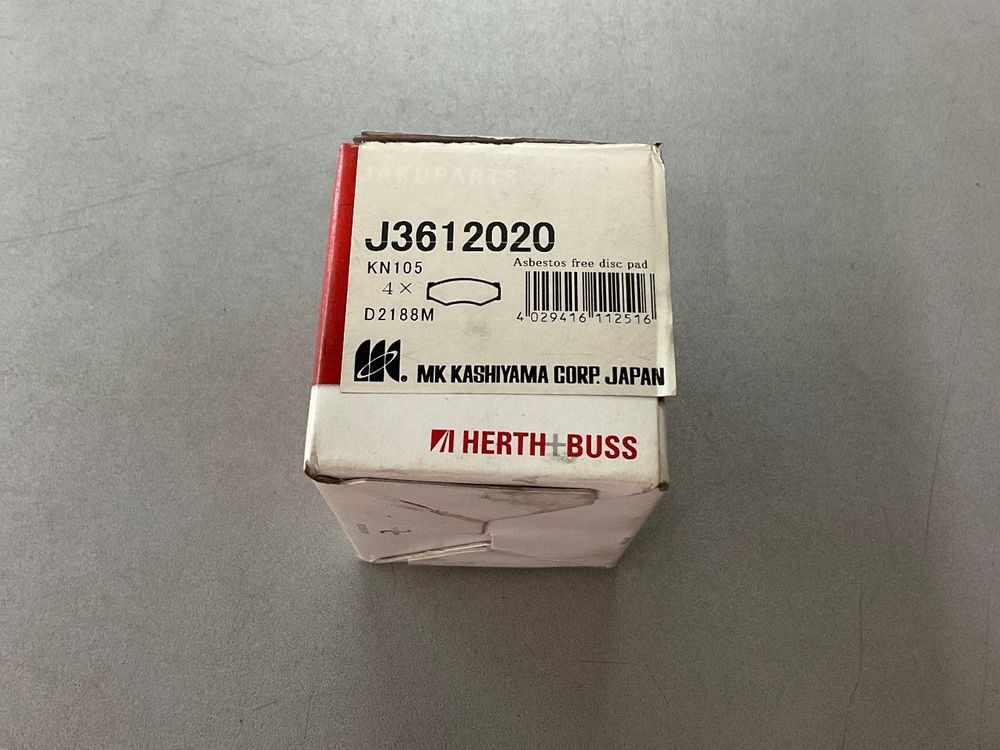 JAKOPARTS
J3612020
KN105
Asbestos free disc pad
4×
D2188M
4 029416 112516
MK KASHIYAMA CORP. JAPAN
HERTH+BUSS